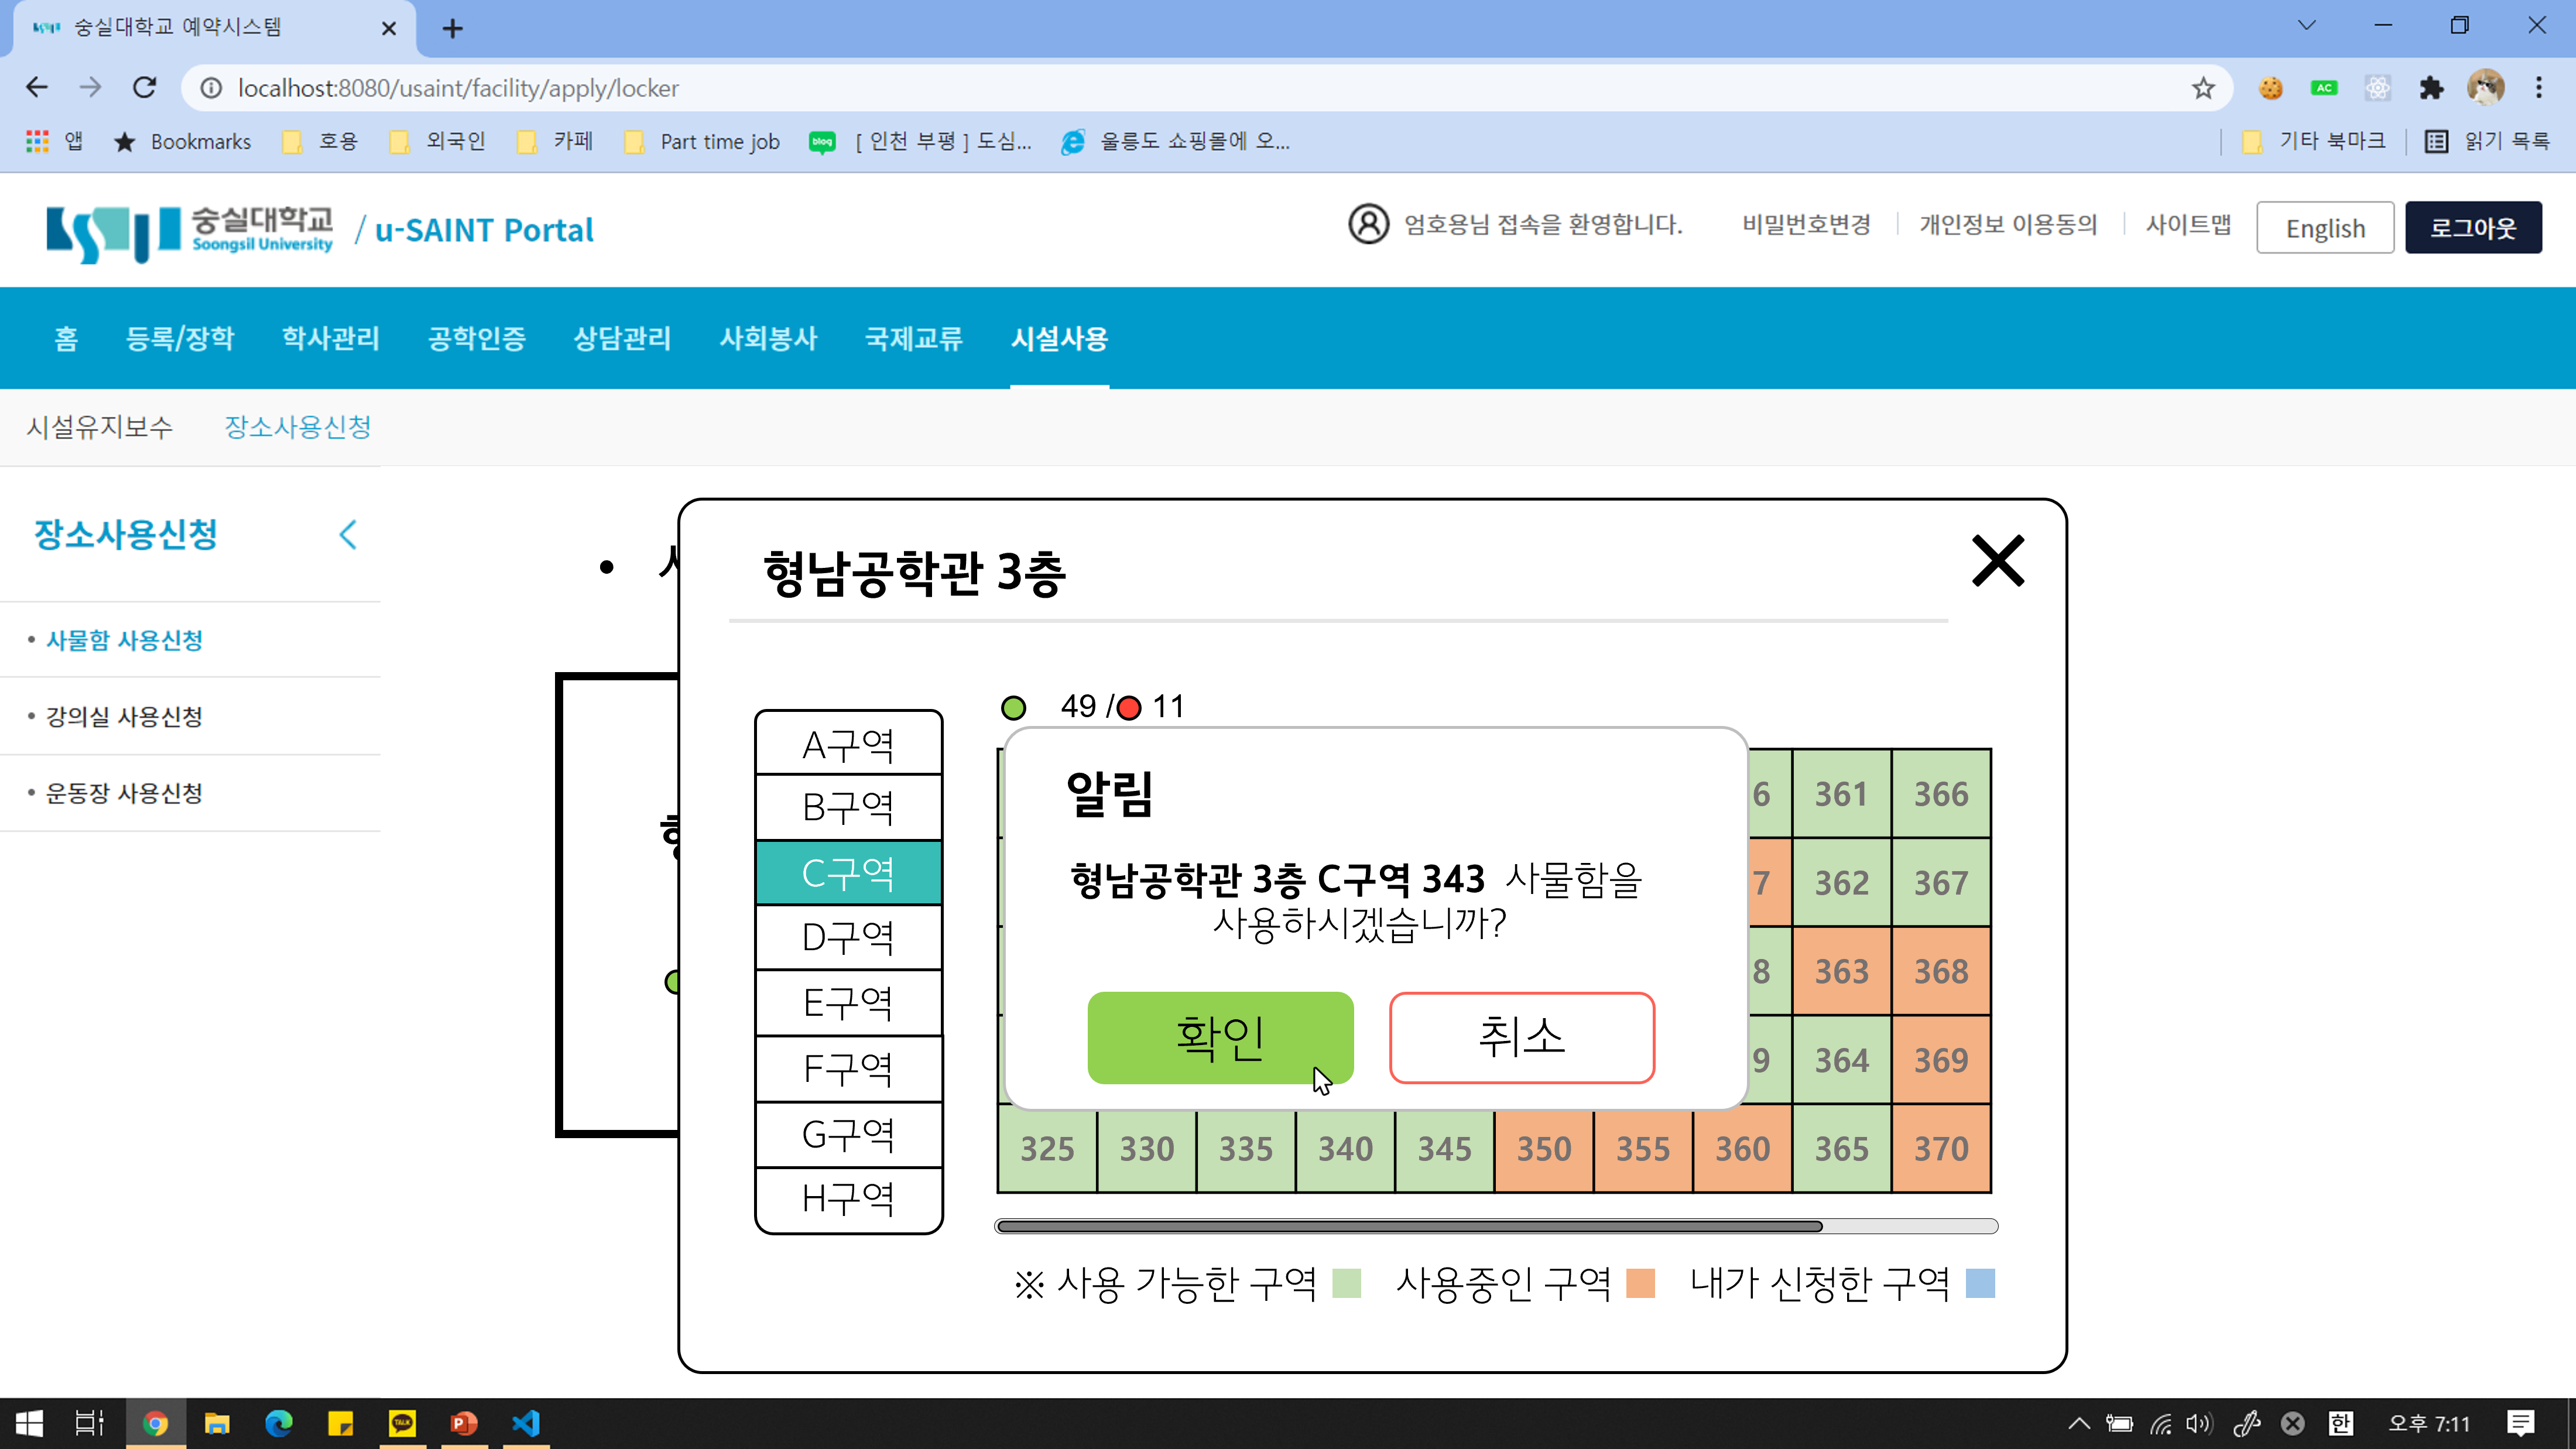 숭실대학교 예약시스템
localhost:8080/usaint/facility/apply/locker
AC
앱 Bookmarks 호용 외국인 카페 Part time job [ 인천 부평 ] 도심... 울릉도 쇼핑몰에 오... 기타 북마크 읽기 목록
blog
숭실대학교
Soongsil University
/ u-SAINT Portal
엄호용님 접속을 환영합니다. 비밀번호변경 개인정보 이용동의 사이트맵 English 로그아웃
홈 등록/장학 학사관리 공학인증 상담관리 사회봉사 국제교류 시설사용
시설유지보수 장소사용신청
장소사용신청
• 사물함 사용신청
• 강의실 사용신청
• 운동장 사용신청
형남공학관 3층
49 / 11
A구역
B구역
C구역
D구역
E구역
F구역
G구역
H구역
알림
형남공학관 3층 C구역 343 사물함을
사용하시겠습니까?
확인 취소
6 361 366
7 362 367
8 363 368
9 364 369
325 330 335 340 345 350 355 360 365 370
※ 사용 가능한 구역 사용중인 구역 내가 신청한 구역
TALK
한 오후 7:11